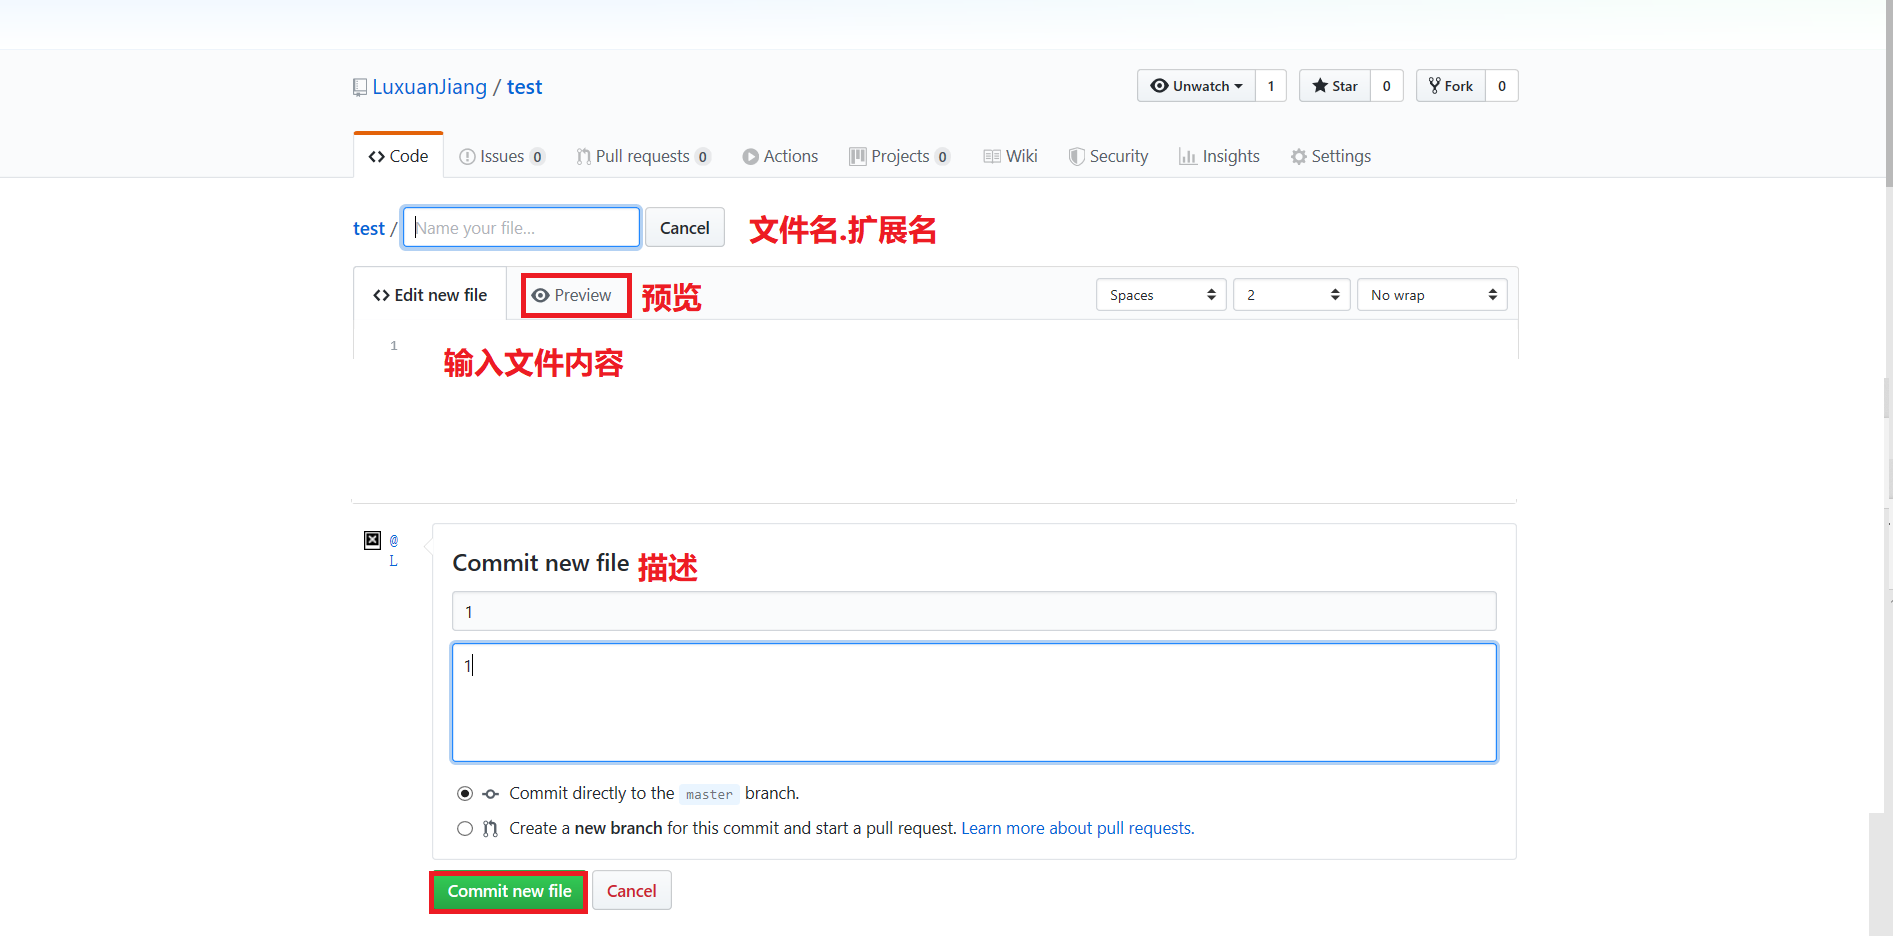 LuxuanJiang / test
Unwatch 1 Star 0 Fork 0
Code Issues 0 Pull requests 0 Actions Projects 0 Wiki Security Insights Settings
test / Name your file... Cancel 文件名.扩展名
Edit new file Preview 预览 Spaces 2 No wrap
1
输入文件内容
@
L
Commit new file 描述
1
1
Commit directly to the master branch.
Create a new branch for this commit and start a pull request. Learn more about pull requests.
Commit new file Cancel